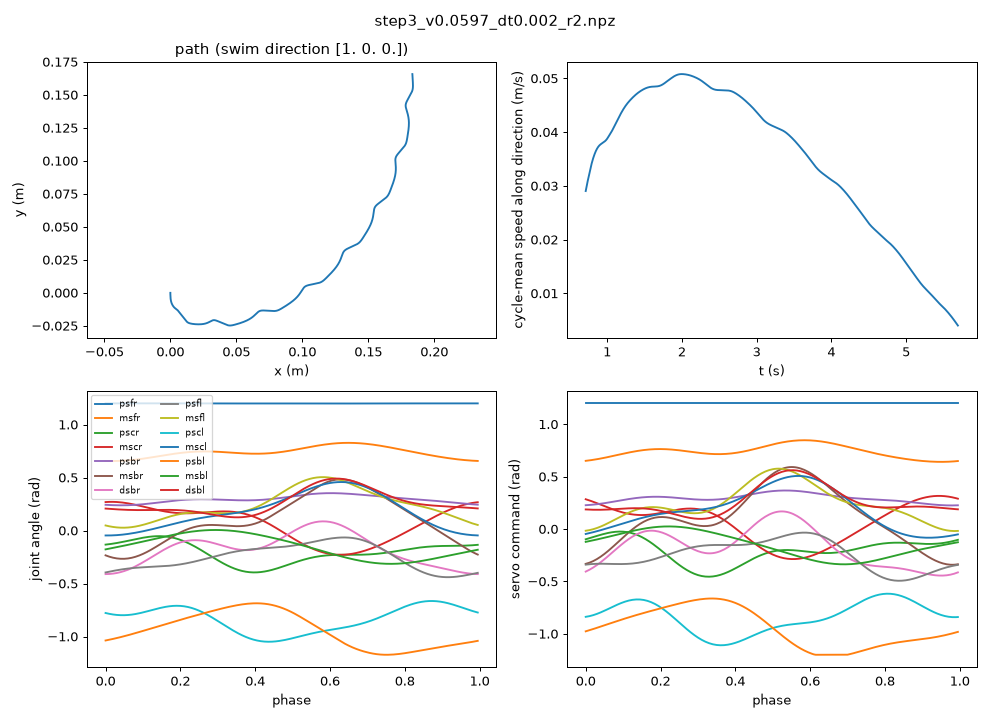 step3_v0.0597_dt0.002_r2.npz
path (swim direction [1. 0. 0.])
0.175
0.150
0.125
0.100
0.075
0.050
0.025
0.000
−0.025
y (m)
−0.05
0.00
0.05
0.10
0.15
0.20
x (m)
0.05
0.04
0.03
0.02
0.01
cycle-mean speed along direction (m/s)
1
2
3
4
5
t (s)
psfr
msfr
pscr
mscr
psbr
msbr
dsbr
psfl
msfl
pscl
mscl
psbl
msbl
dsbl
1.0
0.5
0.0
−0.5
−1.0
joint angle (rad)
0.0
0.2
0.4
0.6
0.8
1.0
phase
1.0
0.5
0.0
−0.5
−1.0
servo command (rad)
0.0
0.2
0.4
0.6
0.8
1.0
phase